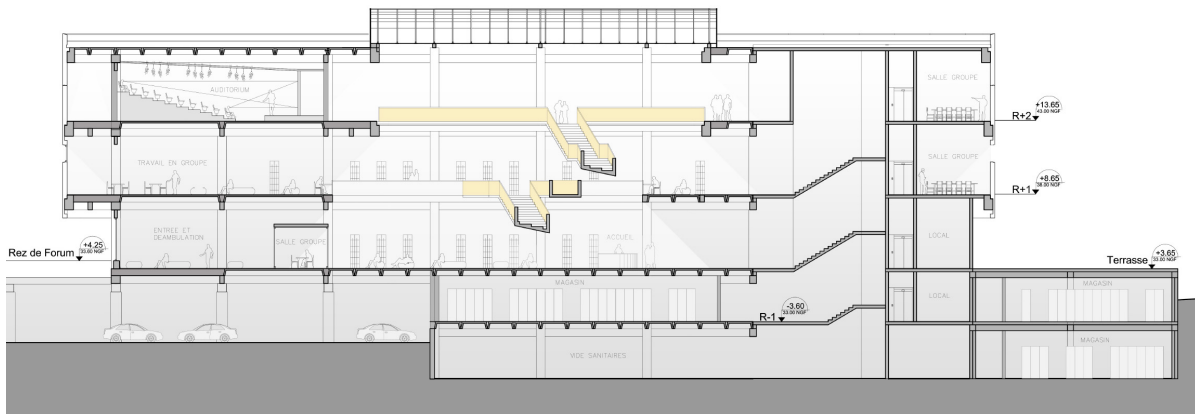 AUDITORIUM
SALLE GROUPE
+13.65
43.00 NGF
R+2
TRAVAIL EN GROUPE
SALLE GROUPE
+8.65
38.00 NGF
R+1
ENTREE ET
DEAMBULATION
SALLE GROUPE
ACCUEIL
LOCAL
Rez de Forum
+4.25
33.60 NGF
Terrasse
+3.65
33.00 NGF
MAGASIN
LOCAL
MAGASIN
R-1
-3.60
33.00 NGF
VIDE SANITAIRES
MAGASIN